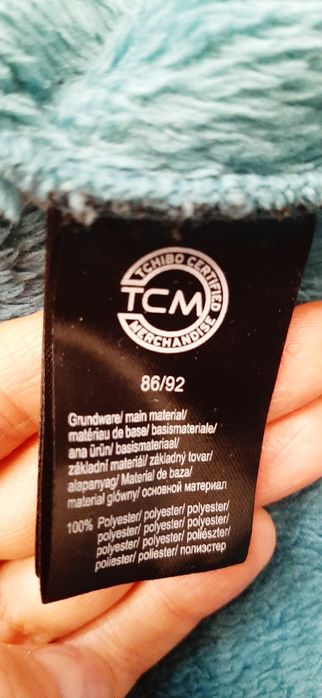 TCHIBO CERTIFIED
TCM
MERCHANDISE
86/92
Grundware/ main material/
matériau de base/ basismateriale/
ana ürün/ basismateriaal/
základní materiál/ základný tovar/
alapanyag/ Material de baza/
materiał główny/ основной материал
100% Polyester/ polyester/ polyester/
polyester/ polyester/ polyester/
polyester/ polyester/ poliészter/
poliester/ poliester/ полиэстер